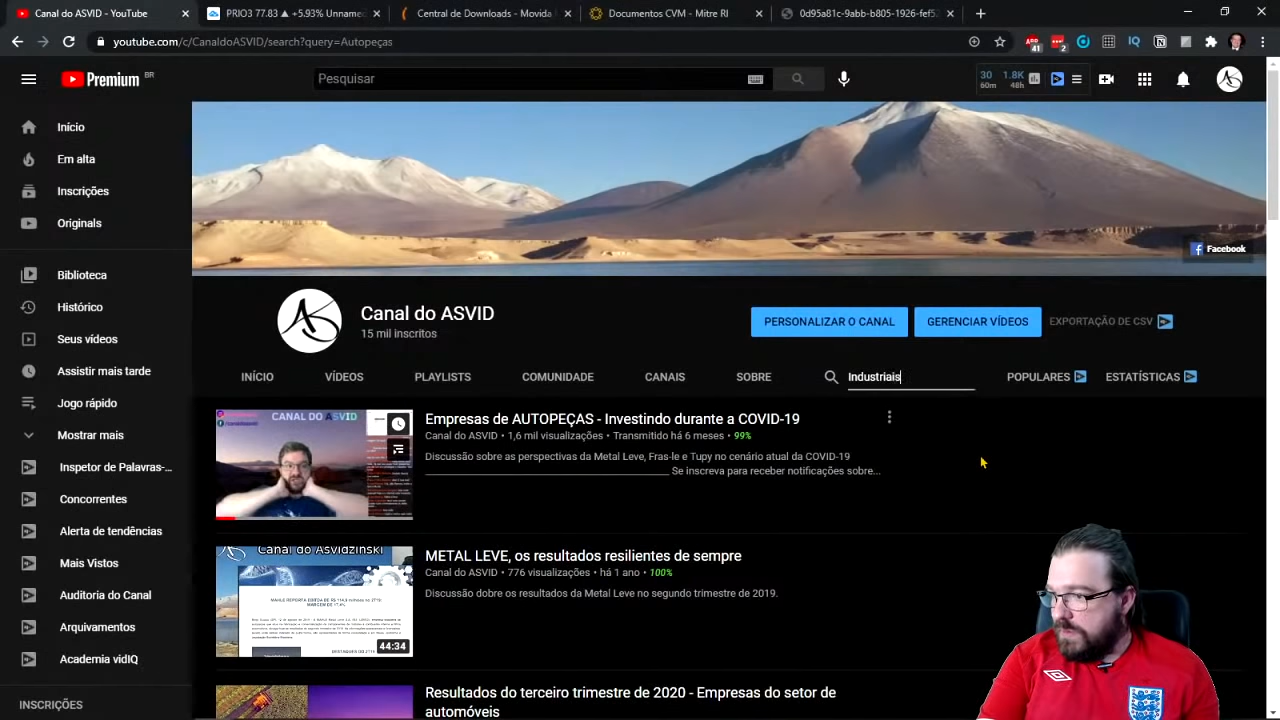 Canal do ASVID - YouTube
PRIO3 77.83 ▲ +5.93% Unnamed
Central de Downloads - Movida
Documentos CVM - Mitre RI
0d95a81c-9abb-b805-1926-fef5
youtube.com/c/CanaldoASVID/search?query=Autopeças
41
2
IQ
Premium BR
Pesquisar
30 1.8K
60m 48h
Início
Em alta
Inscrições
Originals
Biblioteca
Histórico
Seus vídeos
Assistir mais tarde
Jogo rápido
Mostrar mais
Inspetor de Palavras-...
Concorrentes
Alerta de tendências
Mais Vistos
Auditoria do Canal
Arquivamentos
Academia vidIQ
INSCRIÇÕES
Facebook
Canal do ASVID
15 mil inscritos
PERSONALIZAR O CANAL
GERENCIAR VÍDEOS
EXPORTAÇÃO DE CSV
INÍCIO
VÍDEOS
PLAYLISTS
COMUNIDADE
CANAIS
SOBRE
Industriais
POPULARES
ESTATÍSTICAS
CANAL DO ASVID
Empresas de AUTOPEÇAS - Investindo durante a COVID-19
Canal do ASVID • 1,6 mil visualizações • Transmitido há 6 meses • 99%
Discussão sobre as perspectivas da Metal Leve, Fras-le e Tupy no cenário atual da COVID-19
Se inscreva para receber notificações sobre...
Canal do Asvidzinski
44:34
METAL LEVE, os resultados resilientes de sempre
Canal do ASVID • 776 visualizações • há 1 ano • 100%
Discussão dobre os resultados da Metal Leve no segundo trimestre
Resultados do terceiro trimestre de 2020 - Empresas do setor de
automóveis